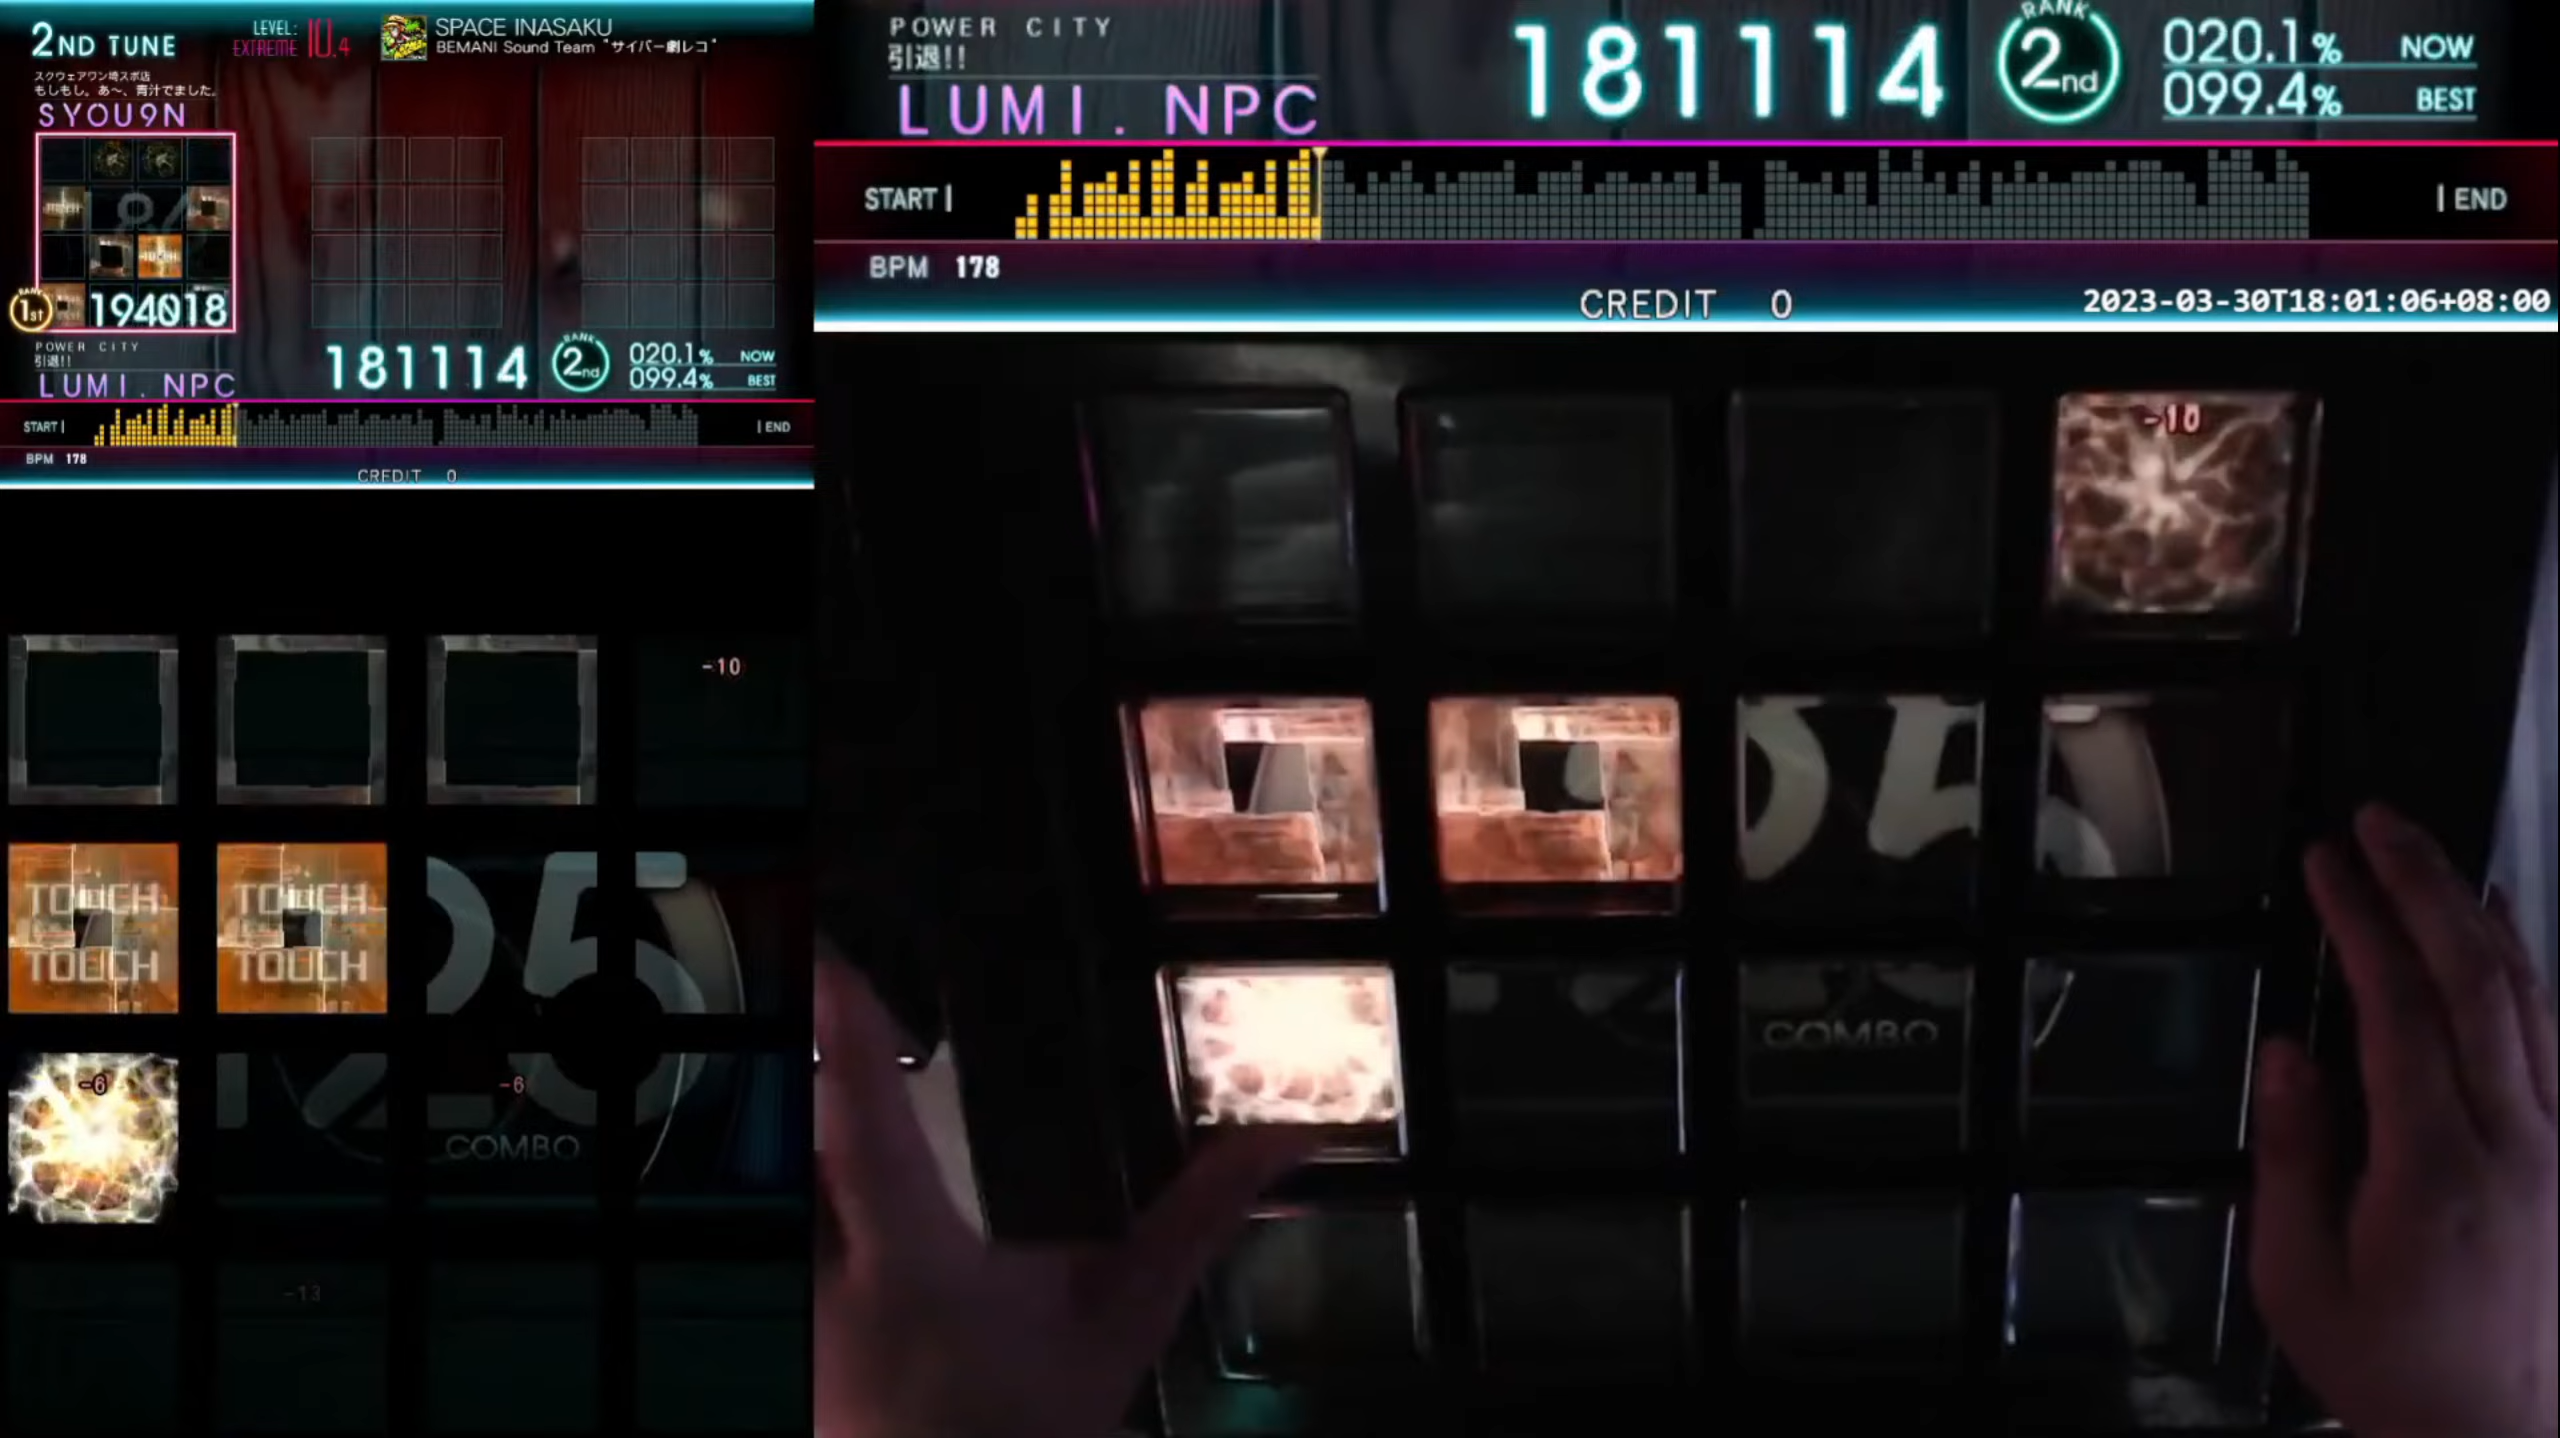 2ND TUNE
LEVEL:
EXTREME 10.4
SPACE INASAKU
BEMANI Sound Team "サイバー劇レコ"
スクウェアワン埼スポ店
もしもし。あ〜、青汁でました。
SYOU9N
RANK
1st
194018
POWER CITY
引退!!
LUMI.NPC
181114
RANK
2nd
020.1% NOW
099.4% BEST
START
END
BPM 178
CREDIT 0
-10
TOUCH
TOUCH
TOUCH
TOUCH
125
-6
-6
COMBO
-13
POWER CITY
引退!!
LUMI.NPC
181114
RANK
2nd
020.1% NOW
099.4% BEST
START
END
BPM 178
CREDIT 0
2023-03-30T18:01:06+08:00
-10
COMBO